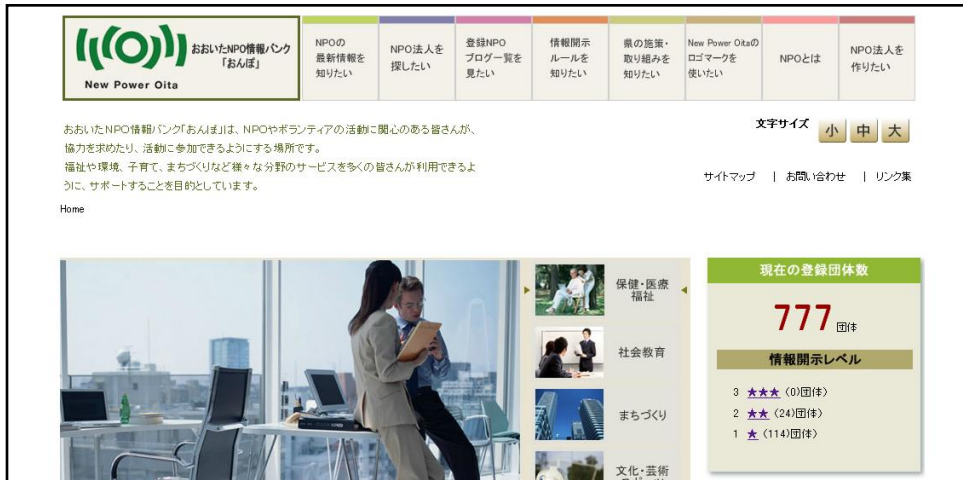 おおいたNPO情報バンク
「おんぽ」
New Power Oita
NPOの
最新情報を
知りたい
NPO法人を
探したい
登録NPO
ブログ一覧を
見たい
情報開示
ルールを
知りたい
県の施策・
取り組みを
知りたい
New Power Oitaの
ロゴマークを
使いたい
NPOとは
NPO法人を
作りたい
おおいたNPO情報バンク「おんぽ」は、NPOやボランティアの活動に関心のある皆さんが、
協力を求めたり、活動に参加できるようにする場所です。
福祉や環境、子育て、まちづくりなど様々な分野のサービスを多くの皆さんが利用できるよ
うに、サポートすることを目的としています。
文字サイズ 小 中 大
サイトマップ | お問い合わせ | リンク集
Home
保健・医療
福祉
社会教育
まちづくり
文化・芸術
現在の登録団体数
777 団体
情報開示レベル
3 ★★★ (0)団体)
2 ★★ (24)団体)
1 ★ (114)団体)